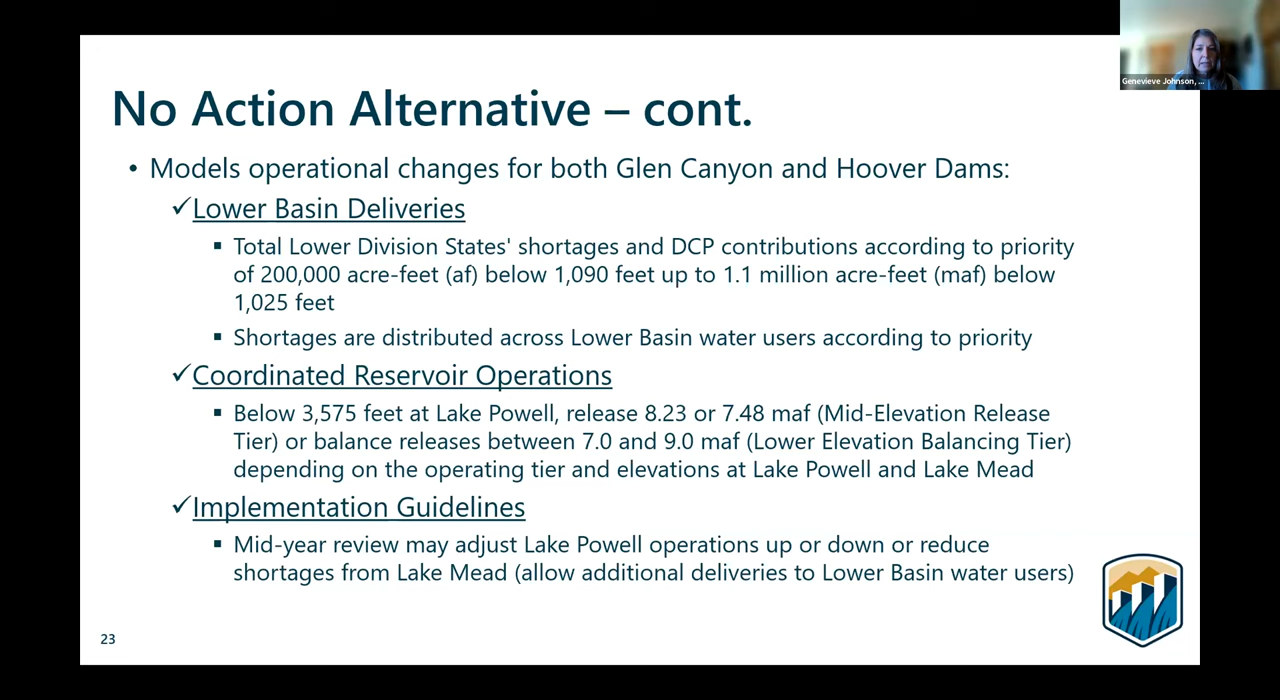 Genevieve Johnson, ...
No Action Alternative – cont.
• Models operational changes for both Glen Canyon and Hoover Dams:
✓Lower Basin Deliveries
▪ Total Lower Division States' shortages and DCP contributions according to priority
of 200,000 acre-feet (af) below 1,090 feet up to 1.1 million acre-feet (maf) below
1,025 feet
▪ Shortages are distributed across Lower Basin water users according to priority
✓Coordinated Reservoir Operations
▪ Below 3,575 feet at Lake Powell, release 8.23 or 7.48 maf (Mid-Elevation Release
Tier) or balance releases between 7.0 and 9.0 maf (Lower Elevation Balancing Tier)
depending on the operating tier and elevations at Lake Powell and Lake Mead
✓Implementation Guidelines
▪ Mid-year review may adjust Lake Powell operations up or down or reduce
shortages from Lake Mead (allow additional deliveries to Lower Basin water users)
23